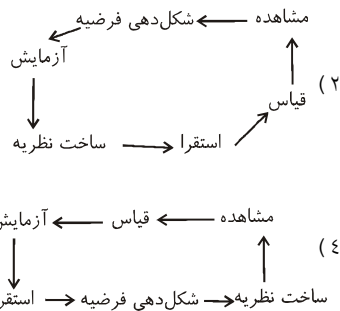 مشاهده شکل‌دهی فرضیه
آزمایش
قیاس
۲ )
استقرا ساخت نظریه
مشاهده قیاس آزمایش
۴ )
ساخت نظریه شکل‌دهی فرضیه